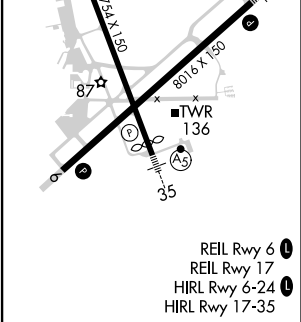 754 X 150
8016 X 150
P
87
x x
TWR
136
P
A5
P
6
35
REIL Rwy 6 L
REIL Rwy 17
HIRL Rwy 6-24 L
HIRL Rwy 17-35